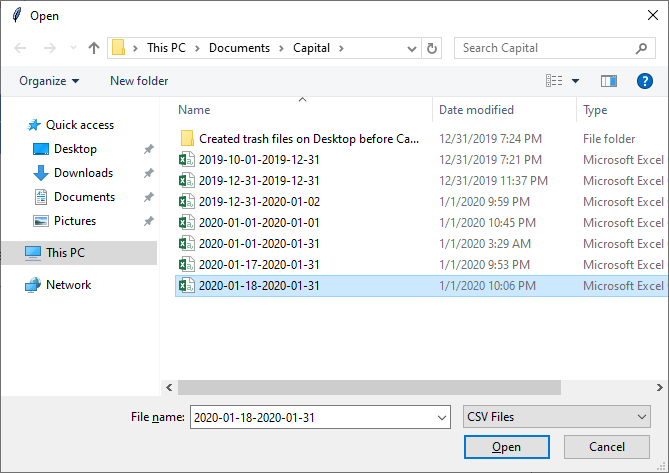 Open
This PC > Documents > Capital
Search Capital
Organize
New folder
Name Date modified Type
Quick access
Desktop
Downloads
Documents
Pictures
This PC
Network
Created trash files on Desktop before Ca... 12/31/2019 7:24 PM File folder
2019-10-01-2019-12-31 12/31/2019 7:21 PM Microsoft Excel
2019-12-31-2019-12-31 12/31/2019 11:37 PM Microsoft Excel
2019-12-31-2020-01-02 1/1/2020 9:59 PM Microsoft Excel
2020-01-01-2020-01-01 1/1/2020 10:45 PM Microsoft Excel
2020-01-01-2020-01-31 1/1/2020 3:29 AM Microsoft Excel
2020-01-17-2020-01-31 1/1/2020 9:53 PM Microsoft Excel
2020-01-18-2020-01-31 1/1/2020 10:06 PM Microsoft Excel
File name: 2020-01-18-2020-01-31 CSV Files
Open Cancel